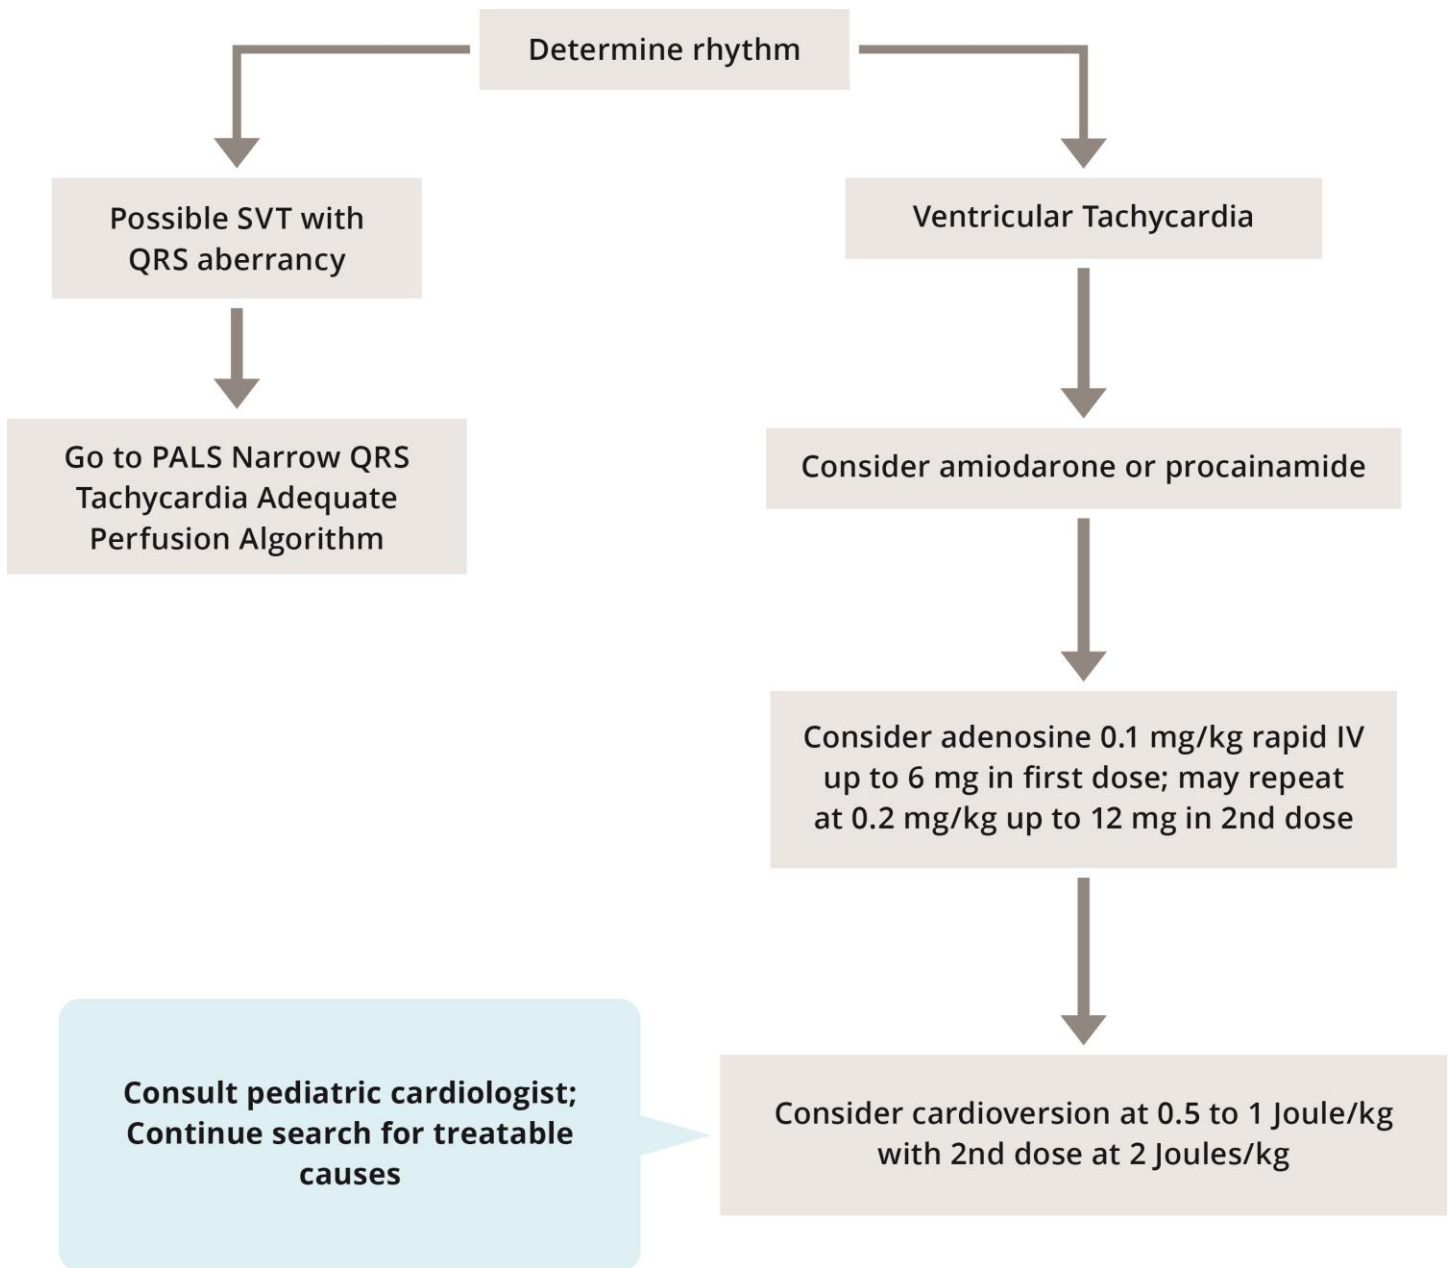 Determine rhythm
Possible SVT with
QRS aberrancy
Go to PALS Narrow QRS
Tachycardia Adequate
Perfusion Algorithm
Ventricular Tachycardia
Consider amiodarone or procainamide
Consider adenosine 0.1 mg/kg rapid IV
up to 6 mg in first dose; may repeat
at 0.2 mg/kg up to 12 mg in 2nd dose
Consider cardioversion at 0.5 to 1 Joule/kg
with 2nd dose at 2 Joules/kg
Consult pediatric cardiologist;
Continue search for treatable
causes